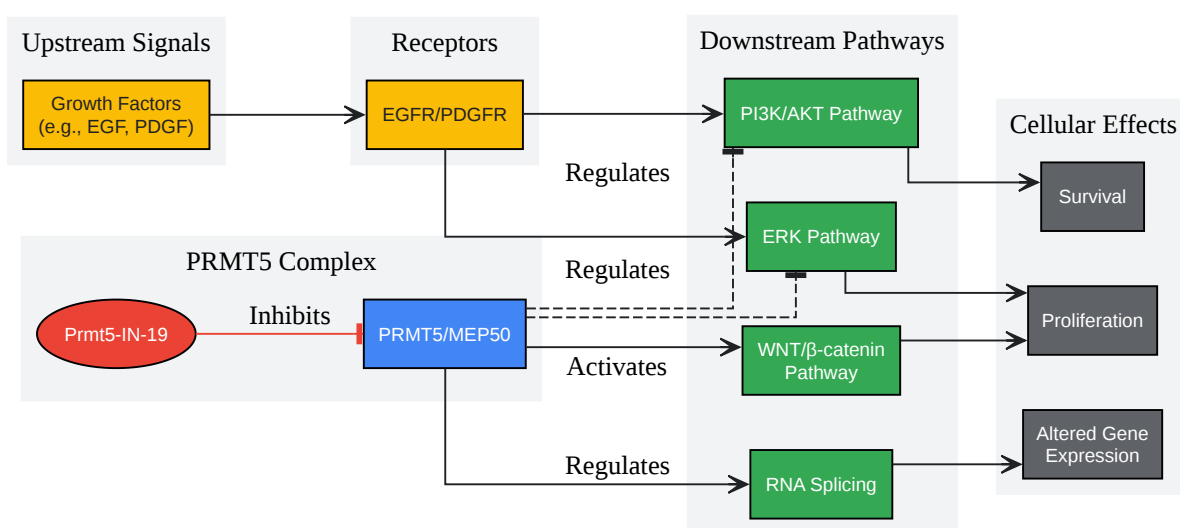 Upstream Signals
Growth Factors
(e.g., EGF, PDGF)
Receptors
EGFR/PDGFR
Downstream Pathways
PI3K/AKT Pathway
Regulates
ERK Pathway
Regulates
Cellular Effects
Survival
PRMT5 Complex
Prmt5-IN-19
Inhibits
PRMT5/MEP50
Activates
WNT/β-catenin
Pathway
Proliferation
Regulates
RNA Splicing
Altered Gene
Expression